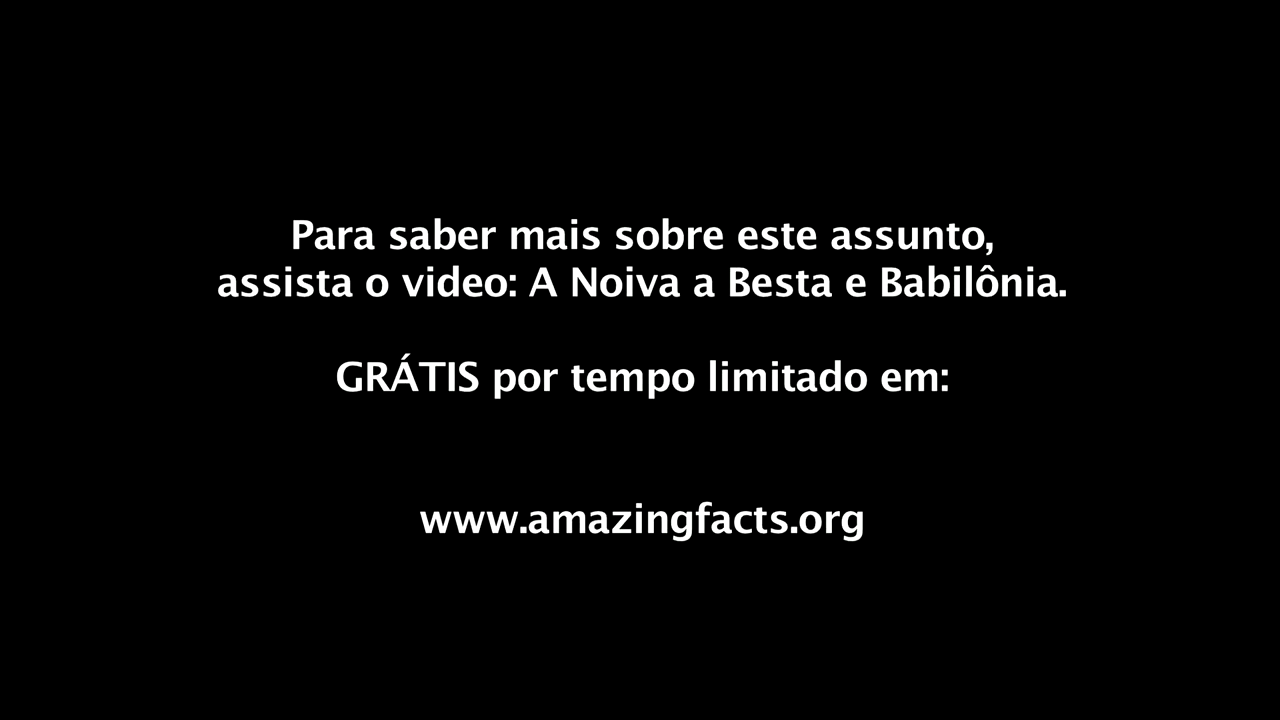 Para saber mais sobre este assunto,
assista o video: A Noiva a Besta e Babilônia.
GRÁTIS por tempo limitado em:
www.amazingfacts.org